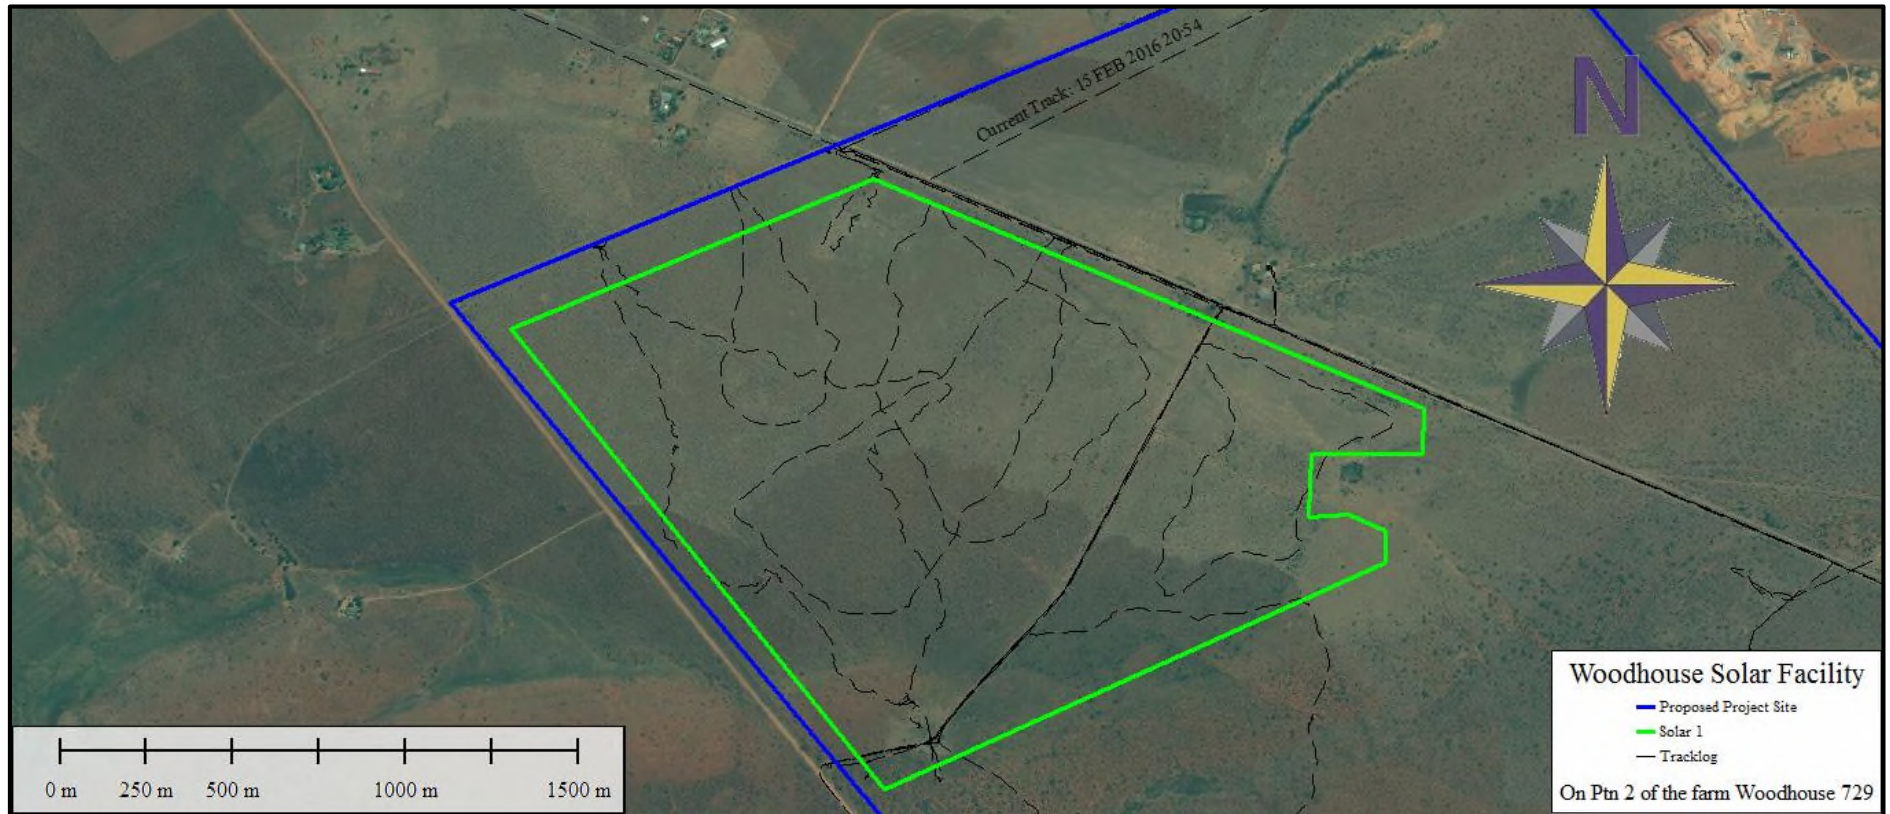 Current Track: 15 FEB 2016 20:54
N
Woodhouse Solar Facility
Proposed Project Site
Solar 1
Tracklog
On Ptn 2 of the farm Woodhouse 729
0 m 250 m 500 m 1000 m 1500 m